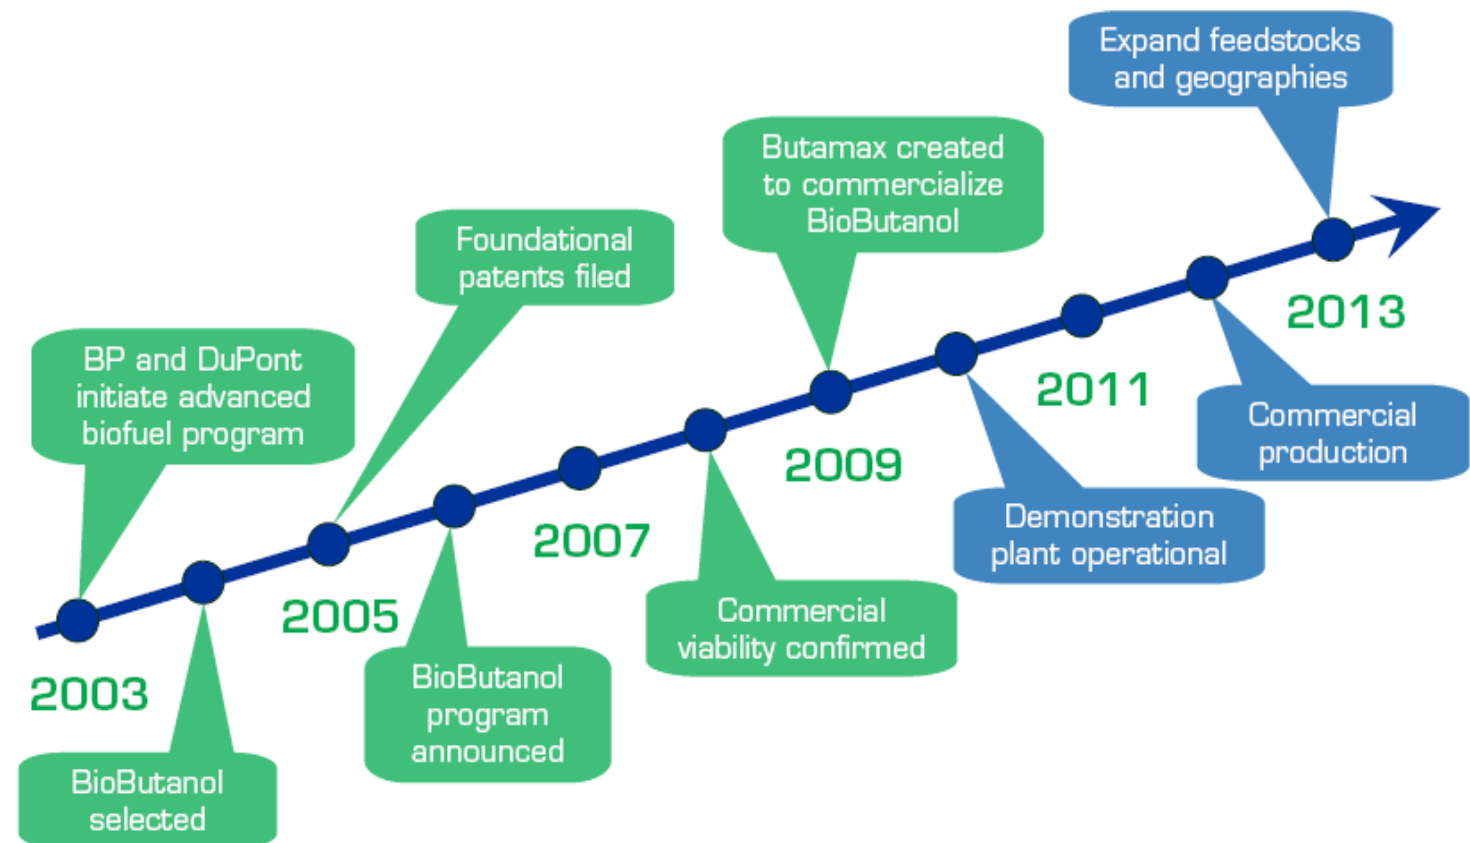 Expand feedstocks
and geographies
Butamax created
to commercialize
BioButanol
Foundational
patents filed
BP and DuPont
initiate advanced
biofuel program
2003
2005
2007
2009
2011
2013
BioButanol
selected
BioButanol
program
announced
Commercial
viability confirmed
Demonstration
plant operational
Commercial
production